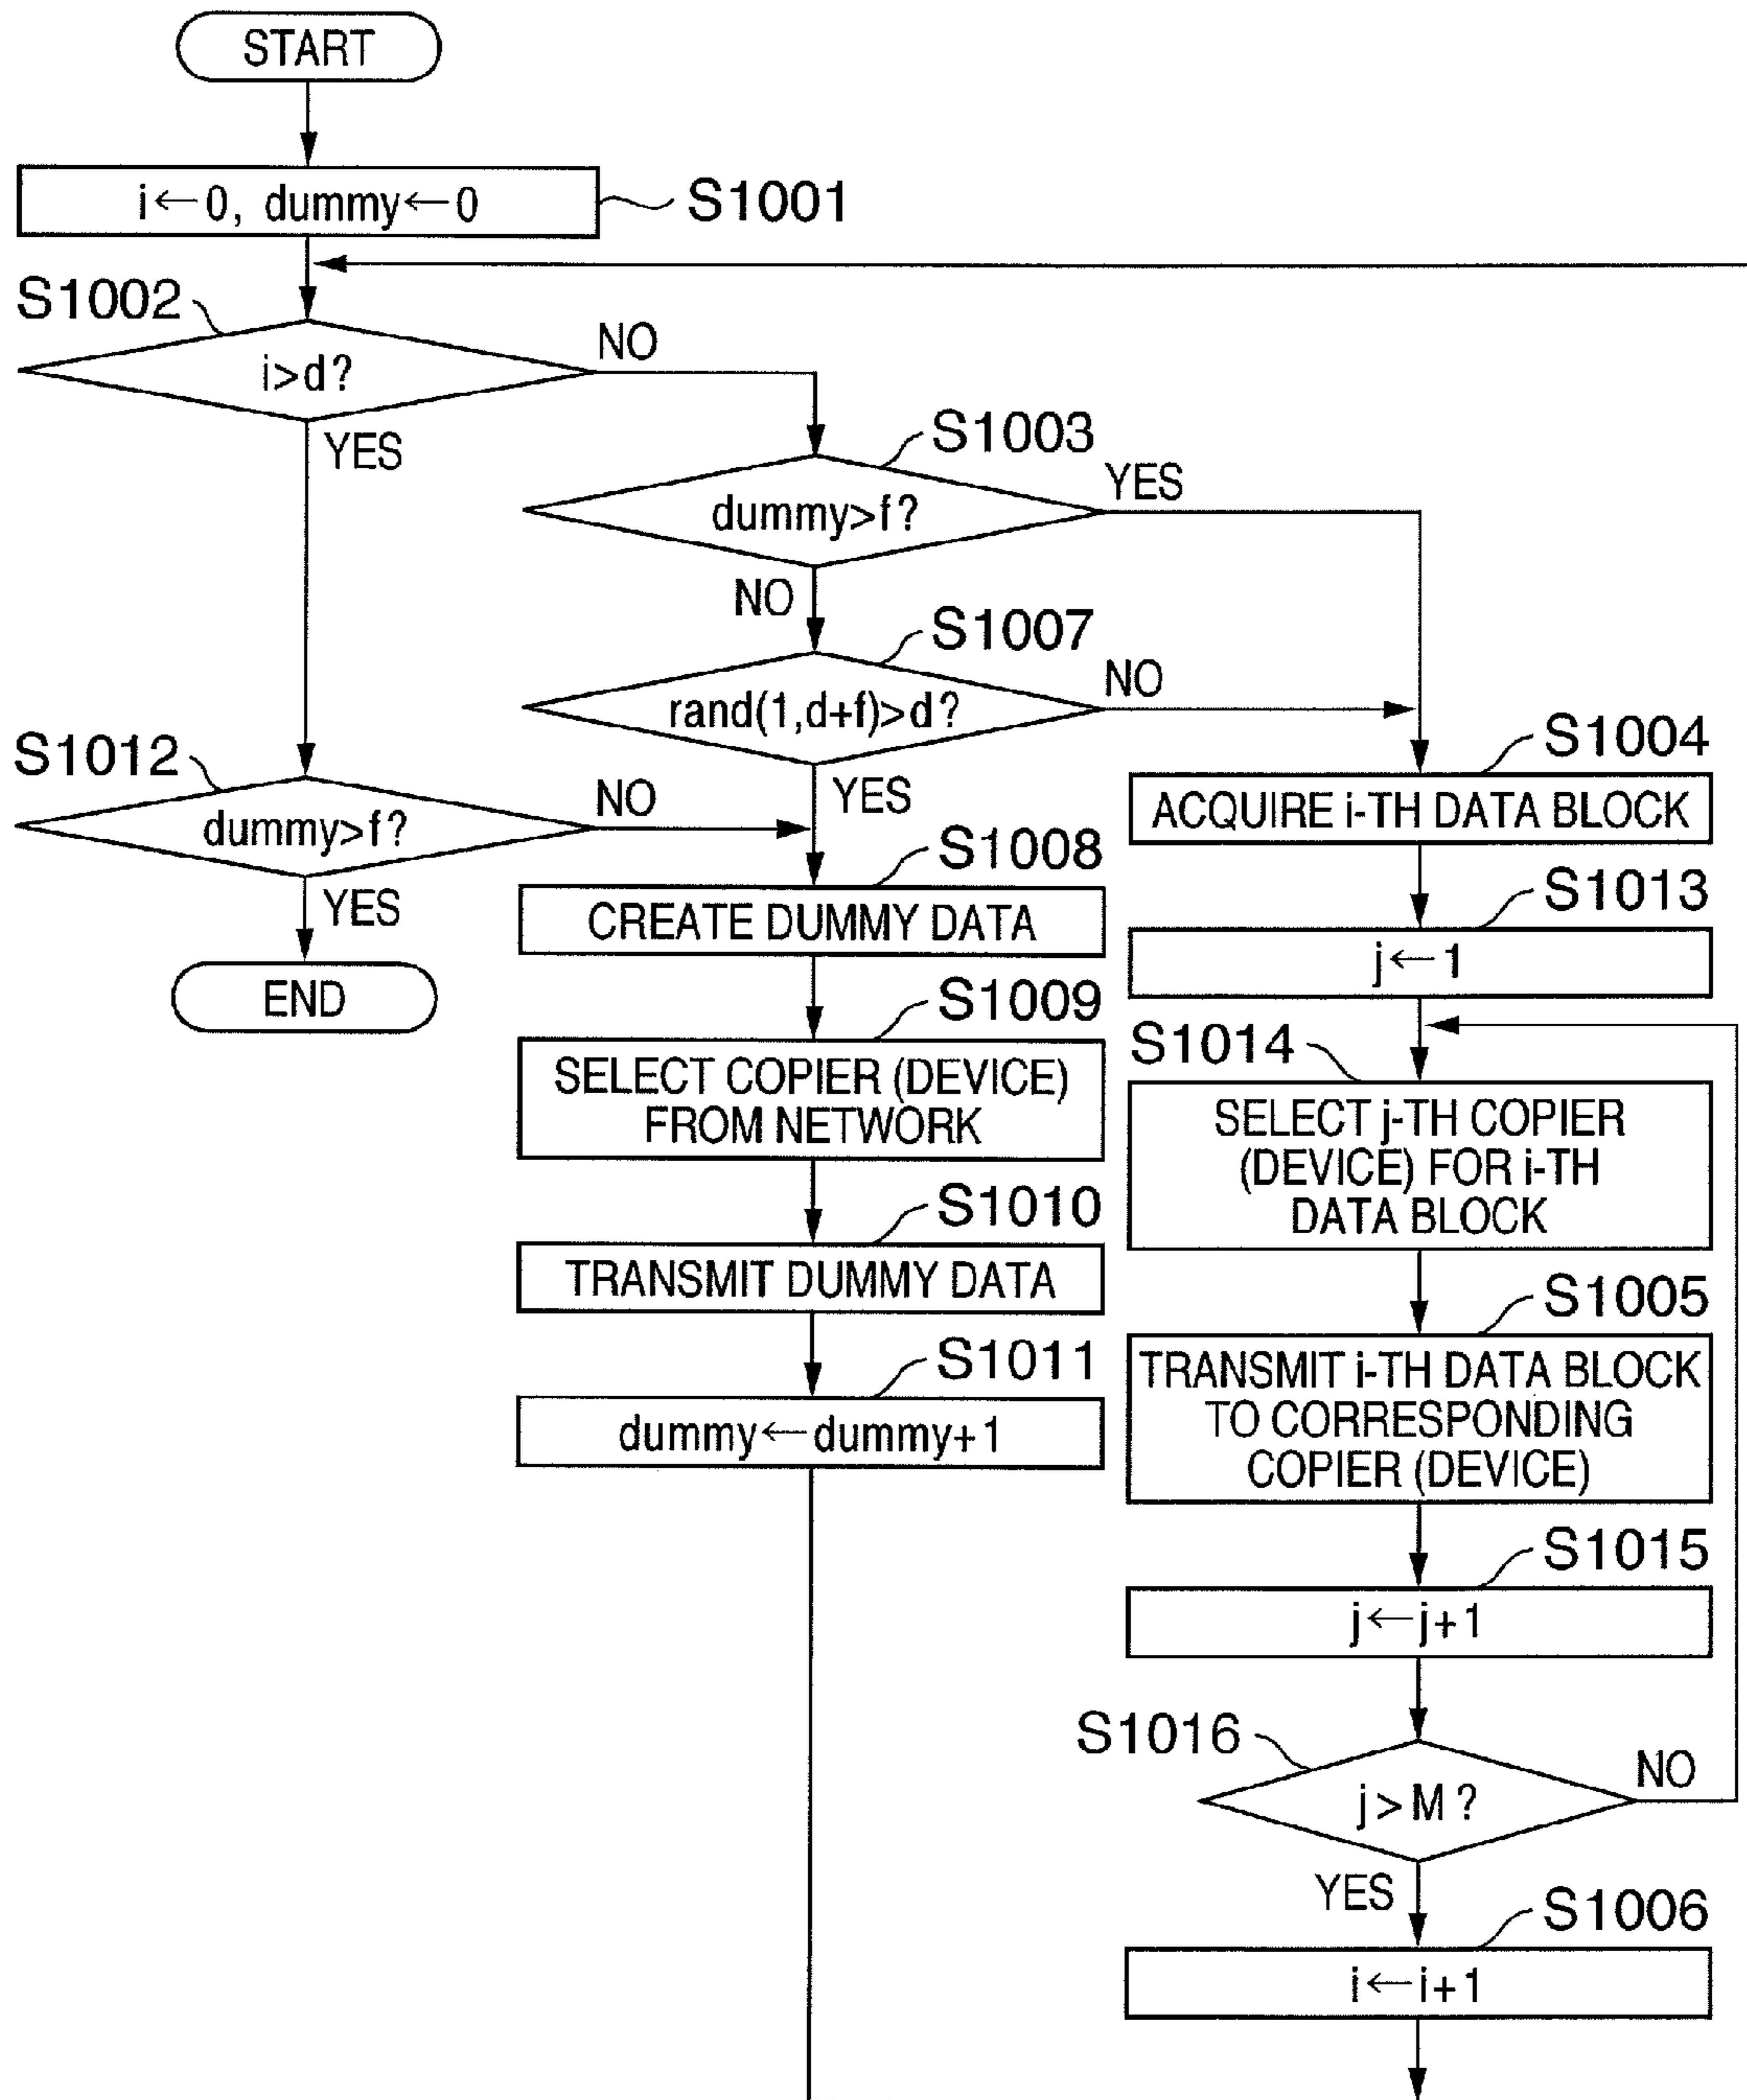 START
i←0, dummy←0
S1001
S1002
i>d?
NO
YES
S1003
dummy>f?
YES
NO
S1007
rand(1,d+f)>d?
NO
YES
S1012
dummy>f?
NO
YES
END
S1008
CREATE DUMMY DATA
S1009
SELECT COPIER (DEVICE)
FROM NETWORK
S1010
TRANSMIT DUMMY DATA
S1011
dummy←dummy+1
S1004
ACQUIRE i-TH DATA BLOCK
S1013
j←1
S1014
SELECT j-TH COPIER
(DEVICE) FOR i-TH
DATA BLOCK
S1005
TRANSMIT i-TH DATA BLOCK
TO CORRESPONDING
COPIER (DEVICE)
S1015
j←j+1
S1016
j>M?
NO
YES
S1006
i←i+1